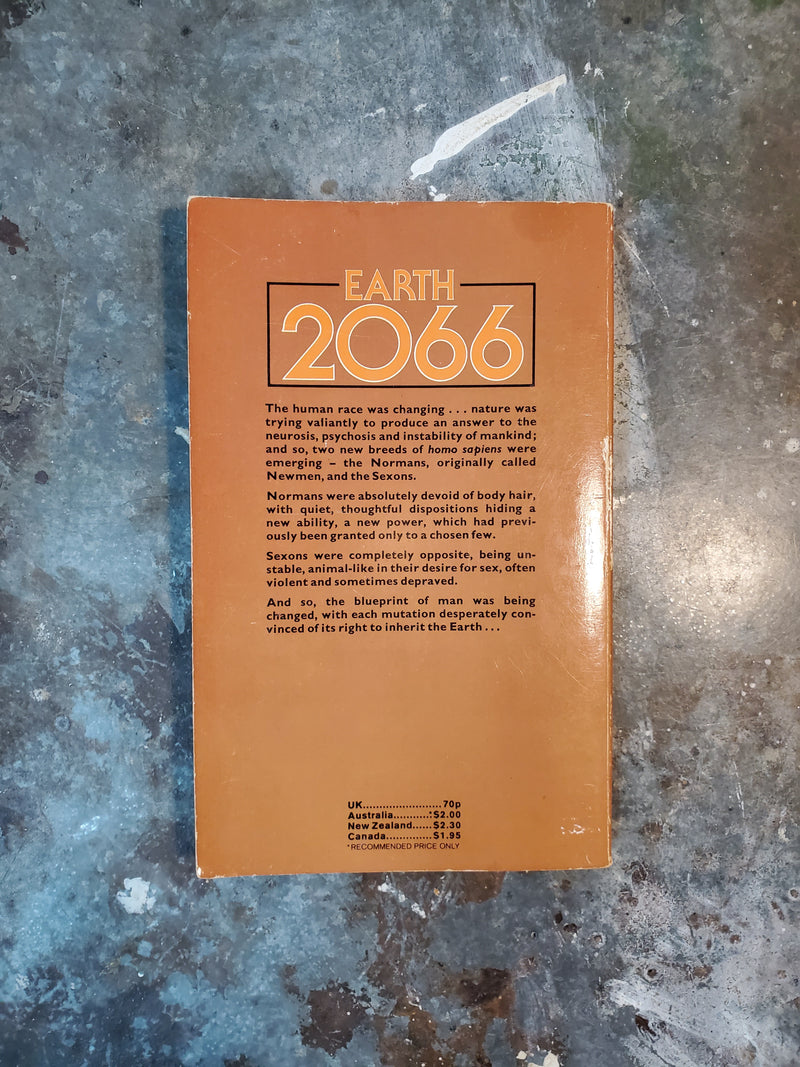 EARTH
2066
The human race was changing . . . nature was
trying valiantly to produce an answer to the
neurosis, psychosis and instability of mankind;
and so, two new breeds of homo sapiens were
emerging – the Normans, originally called
Newmen, and the Sexons.
Normans were absolutely devoid of body hair,
with quiet, thoughtful dispositions hiding a
new ability, a new power, which had previ-
ously been granted only to a chosen few.
Sexons were completely opposite, being un-
stable, animal-like in their desire for sex, often
violent and sometimes depraved.
And so, the blueprint of man was being
changed, with each mutation desperately con-
vinced of its right to inherit the Earth . . .
UK........................70p
Australia...........*$2.00
New Zealand......$2.30
Canada..............$1.95
*RECOMMENDED PRICE ONLY